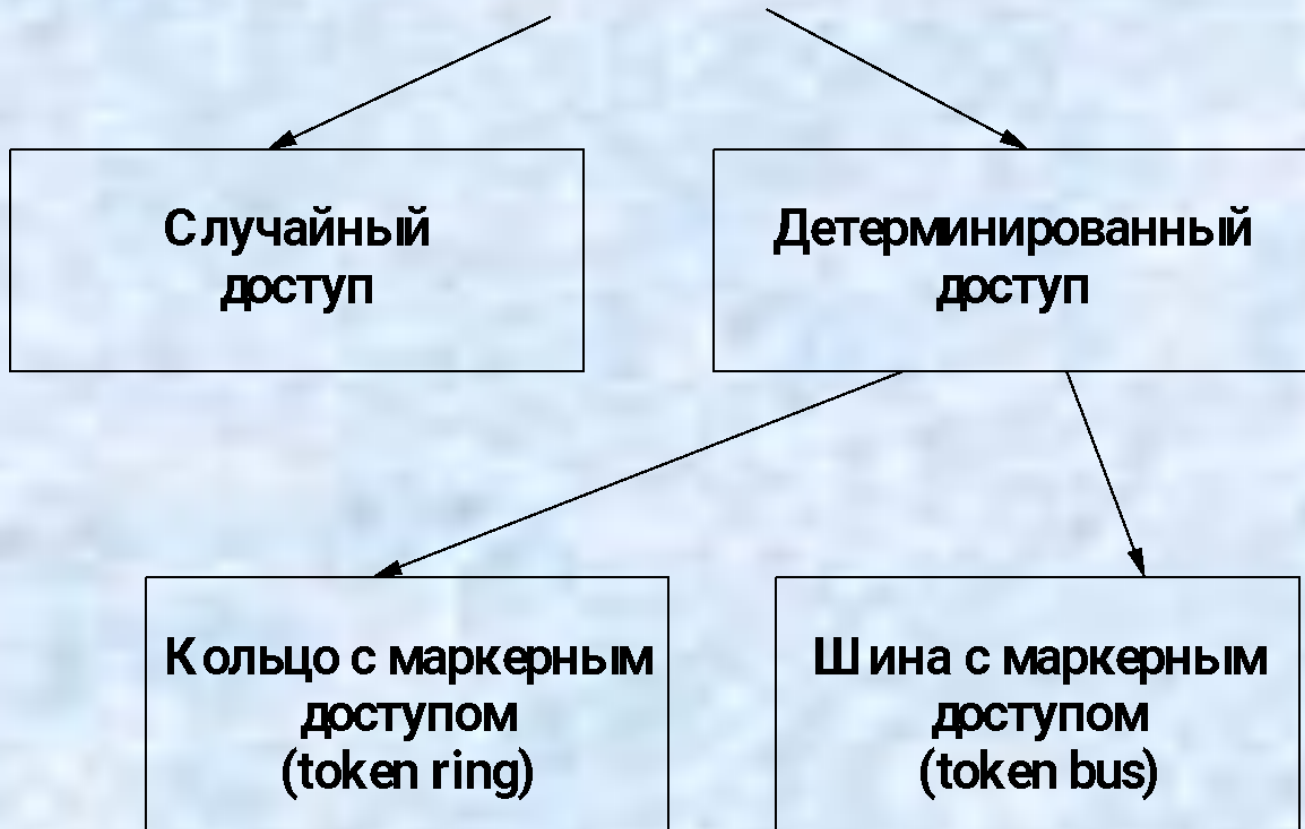 Случайный
доступ
Детерминированный
доступ
Кольцо с маркерным
доступом
(token ring)
Шина с маркерным
доступом
(token bus)